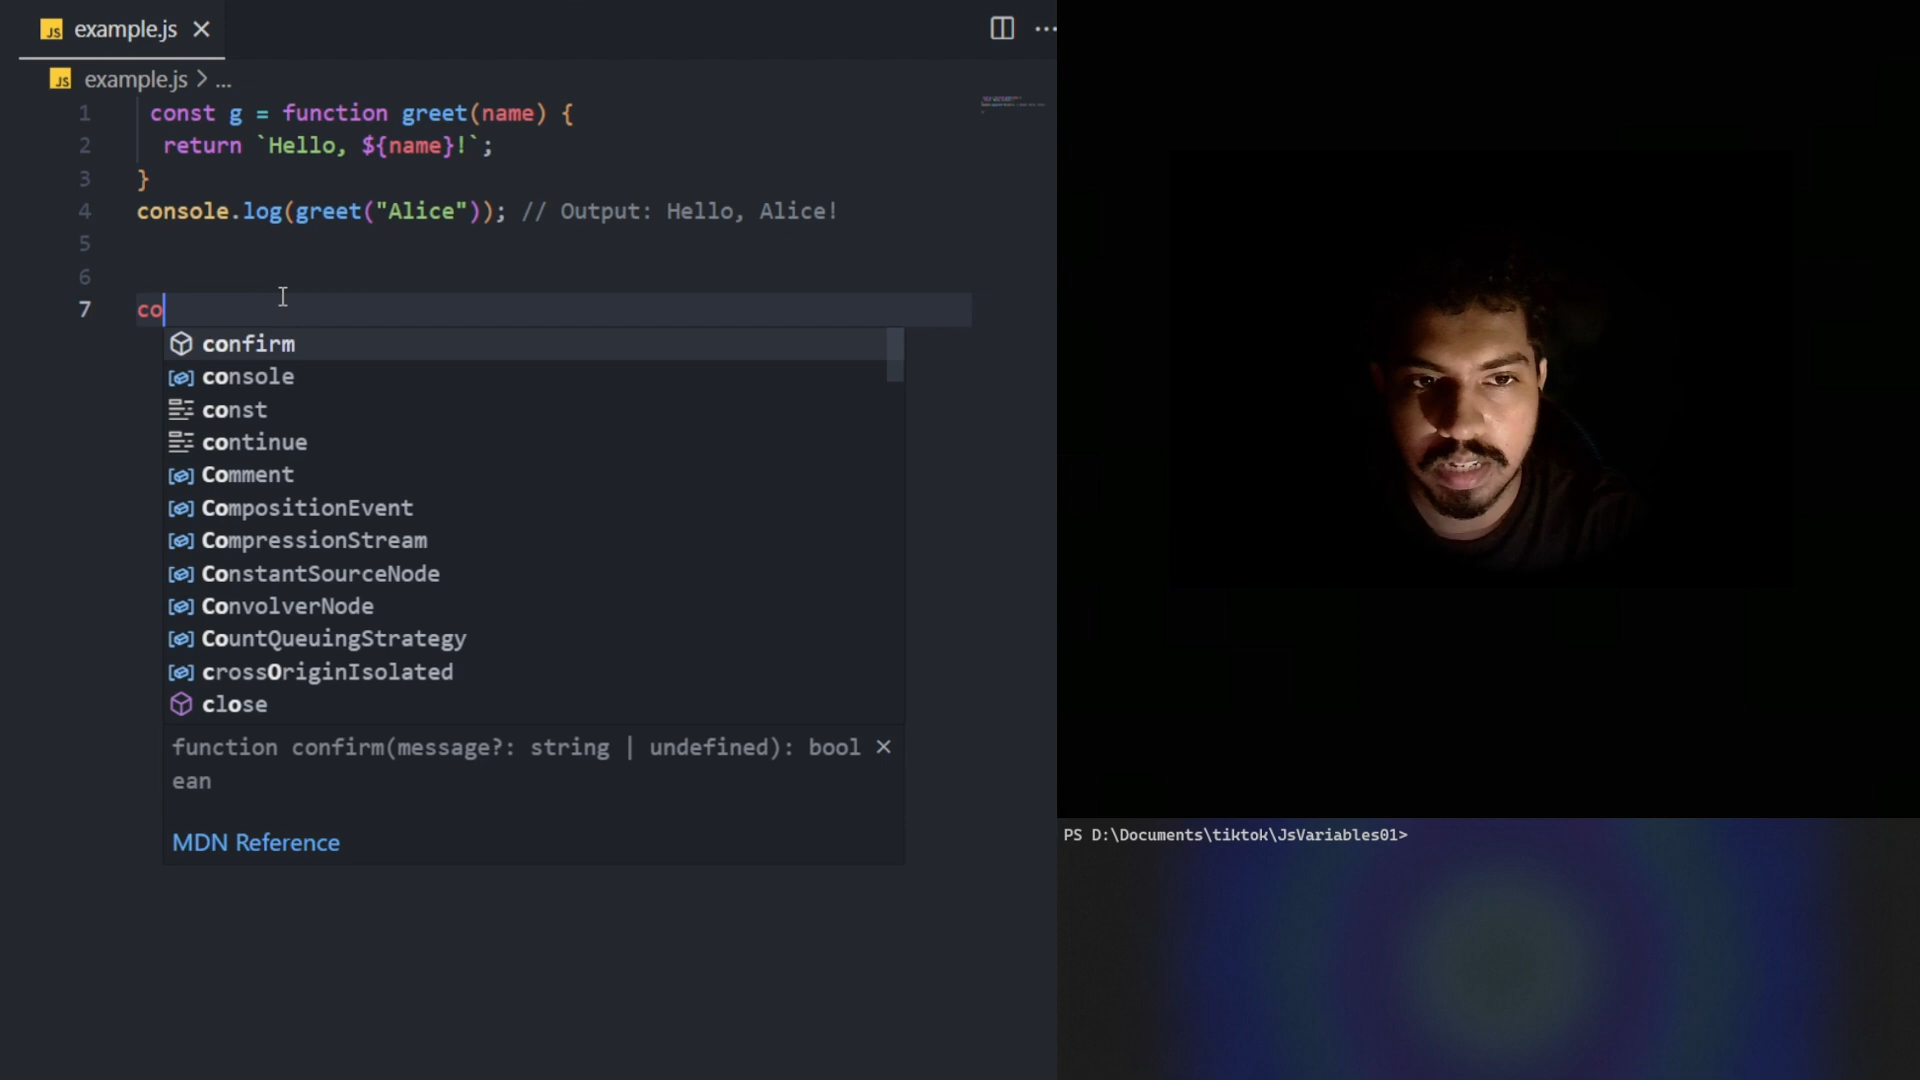 JS example.js ×
JS example.js > ...
1 const g = function greet(name) {
2 return `Hello, ${name}!`;
3 }
4 console.log(greet("Alice")); // Output: Hello, Alice!
5
6
7 co
confirm
console
const
continue
Comment
CompositionEvent
CompressionStream
ConstantSourceNode
ConvolverNode
CountQueuingStrategy
crossOriginIsolated
close
function confirm(message?: string | undefined): bool
ean
MDN Reference
PS D:\Documents\tiktok\JsVariables01>